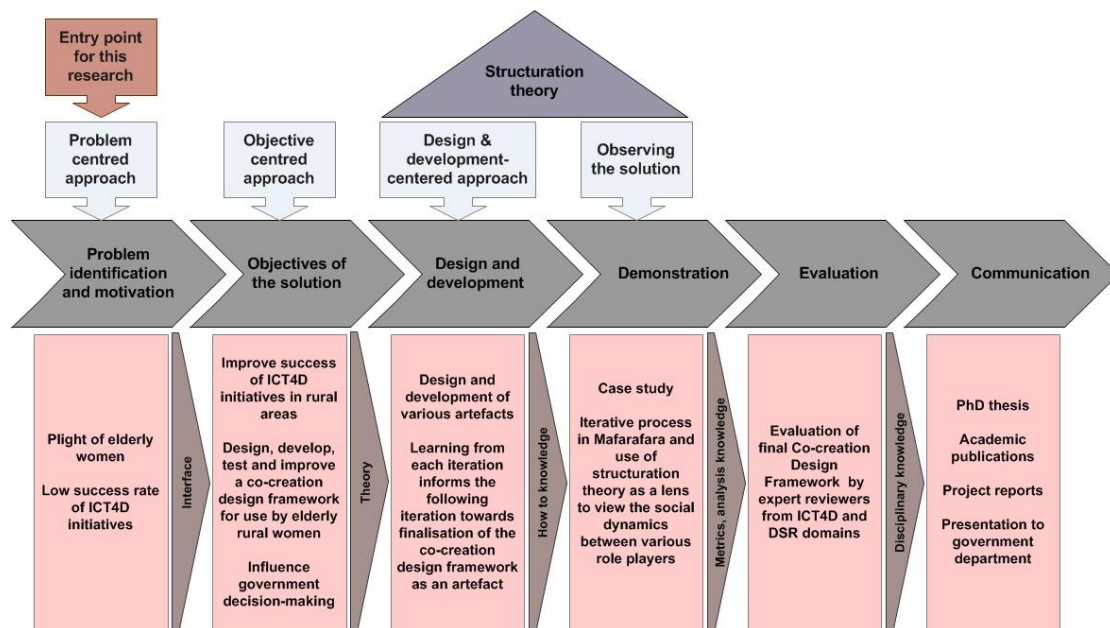 Entry point
for this
research
Structuration
theory
Problem
centred
approach
Objective
centred
approach
Design &
development-
centered approach
Observing
the solution
Problem
identification
and motivation
Objectives of
the solution
Design and
development
Demonstration
Evaluation
Communication
Plight of elderly
women
Low success rate
of ICT4D
initiatives
Interface
Improve success
of ICT4D
initiatives in rural
areas
Design, develop,
test and improve
a co-creation
design framework
for use by elderly
rural women
Influence
government
decision-making
Theory
Design and
development of
various artefacts
Learning from
each iteration
informs the
following
iteration towards
finalisation of the
co-creation
design framework
as an artefact
How to knowledge
Case study
Iterative process
in Mafarafara and
use of
structuration
theory as a lens
to view the social
dynamics
between various
role players
Metrics, analysis knowledge
Evaluation of
final Co-creation
Design
Framework by
expert reviewers
from ICT4D and
DSR domains
Disciplinary knowledge
PhD thesis
Academic
publications
Project reports
Presentation to
government
department